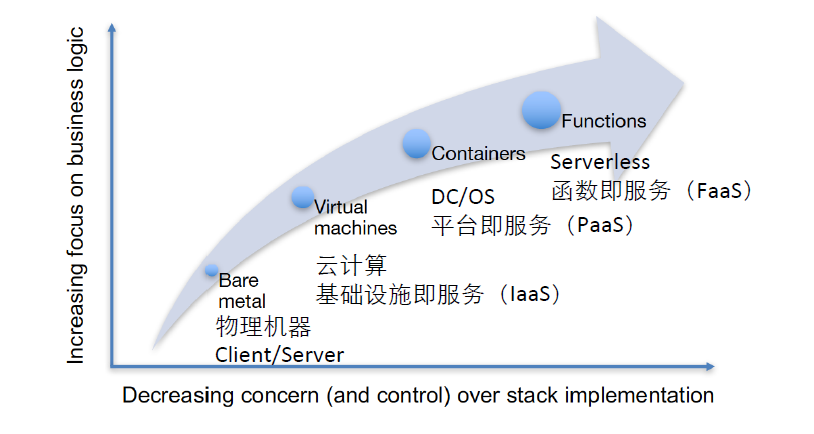 Increasing focus on business logic
Functions
Serverless
函数即服务（FaaS）
Containers
DC/OS
平台即服务（PaaS）
Virtual
machines
云计算
基础设施即服务（IaaS）
Bare
metal
物理机器
Client/Server
Decreasing concern (and control) over stack implementation